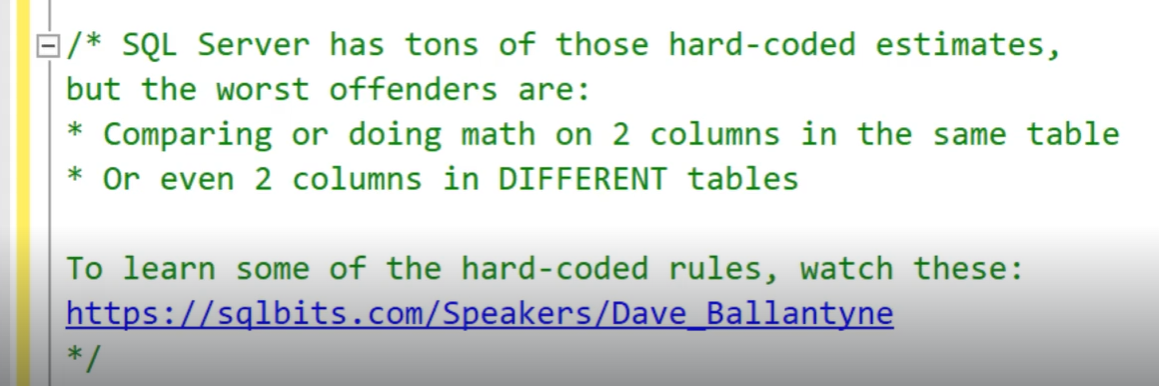 /* SQL Server has tons of those hard-coded estimates,
but the worst offenders are:
* Comparing or doing math on 2 columns in the same table
* Or even 2 columns in DIFFERENT tables
To learn some of the hard-coded rules, watch these:
https://sqlbits.com/Speakers/Dave_Ballantyne
*/